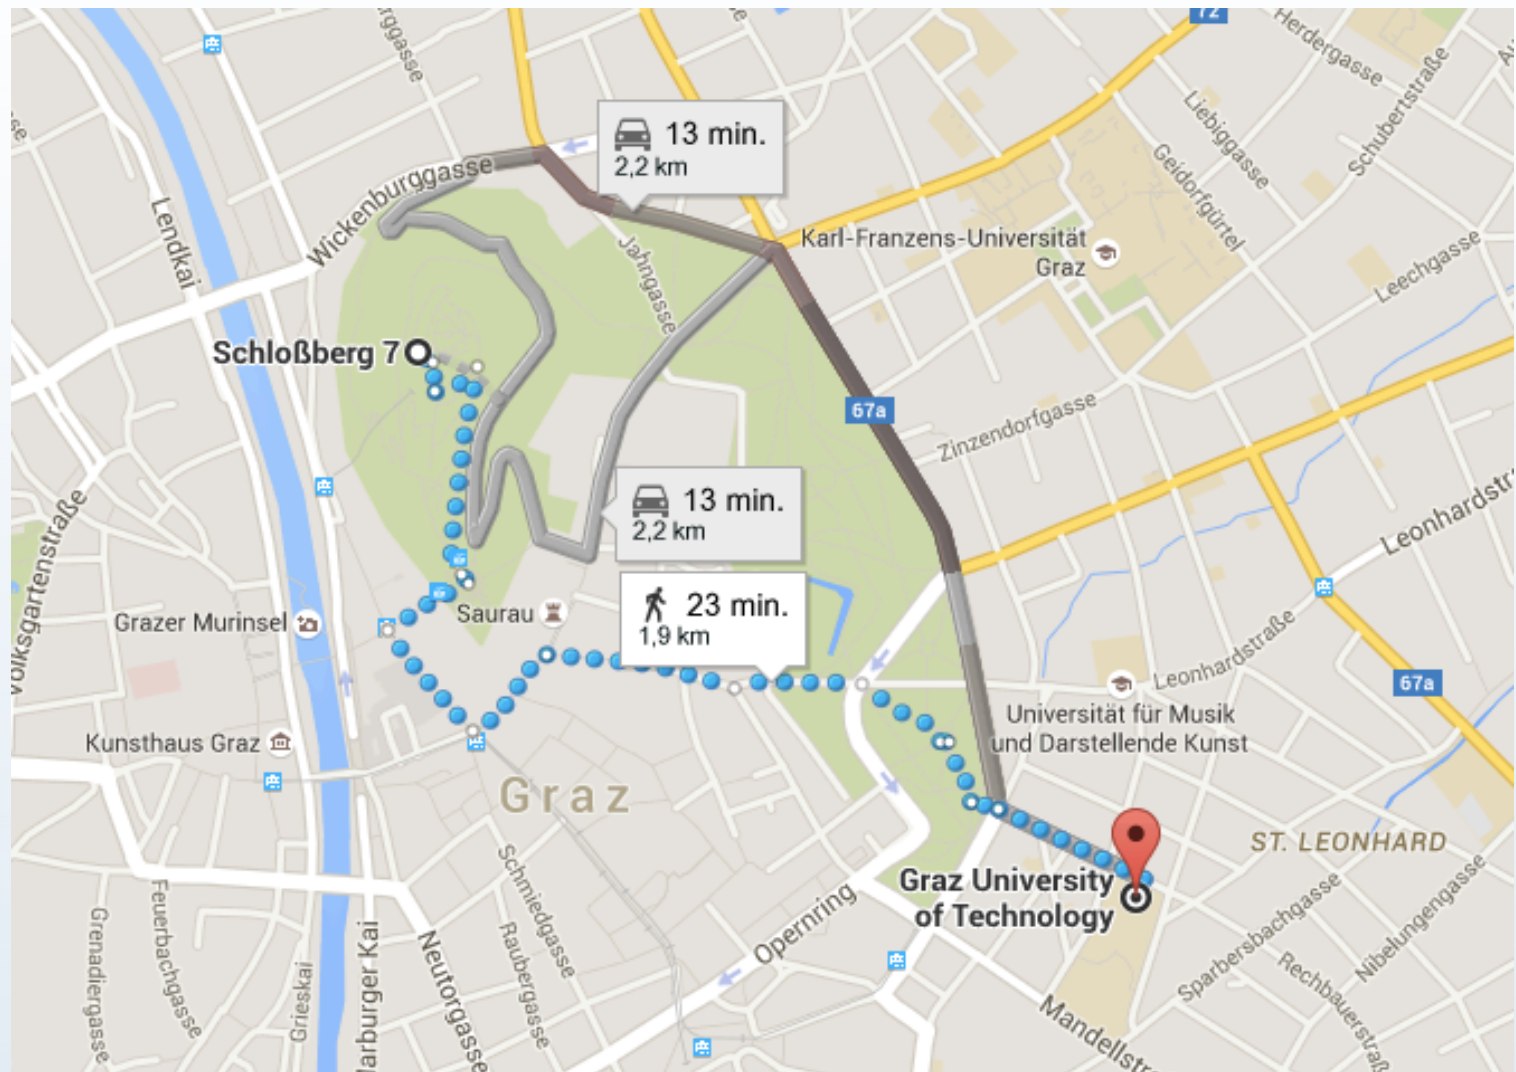 72
Herdergasse
Schubertstraße
Liebiggasse
Geidorfgürtel
13 min.
2,2 km
Wickenburggasse
Lendkai
Jahngasse
Karl-Franzens-Universität
Graz
Leechgasse
Schloßberg 7
67a
Zinzendorfgasse
13 min.
2,2 km
Leonhardstr
Volksgartenstraße
23 min.
1,9 km
Saurau
Grazer Murinsel
Leonhardstraße
67a
Universität für Musik
und Darstellende Kunst
Kunsthaus Graz
Graz
ST. LEONHARD
Graz University
of Technology
Schmiedgasse
Raubergasse
Feuerbachgasse
Grenadiergasse
Grieskai
Marburger Kai
Neutorgasse
Opernring
Sparbersbachgasse
Nibelungengasse
Rechbauerstraß
Mandellstr